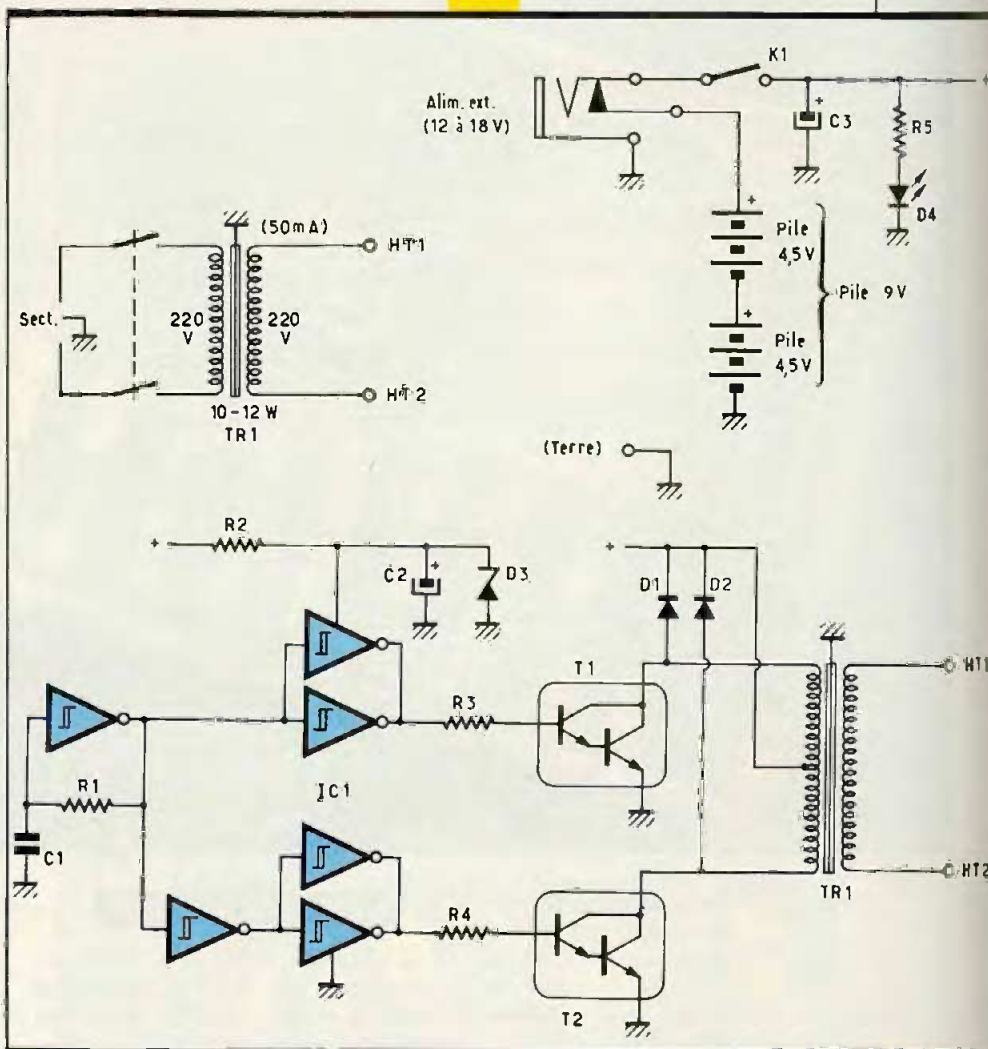 K1
+
Alim. ext.
(12 à 18 V)
+
C3
R5
D4
(50mA)
HT1
Sect.
220
V
220
V
HT2
10-12 W
TR1
+
Pile
4,5V
Pile 9V
+
Pile
4,5V
(Terre)
R2
+
C2
+
D3
+
D1
D2
HT1
T1
R3
R1
IC1
C1
R4
TR1
HT2
T2